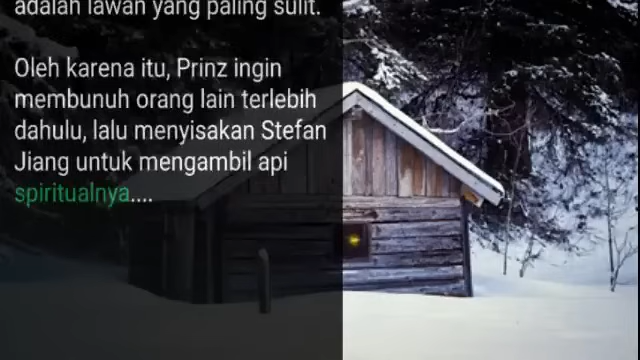 adalah lawan yang paling sulit.
Oleh karena itu, Prinz ingin
membunuh orang lain terlebih
dahulu, lalu menyisakan Stefan
Jiang untuk mengambil api
spiritualnya....